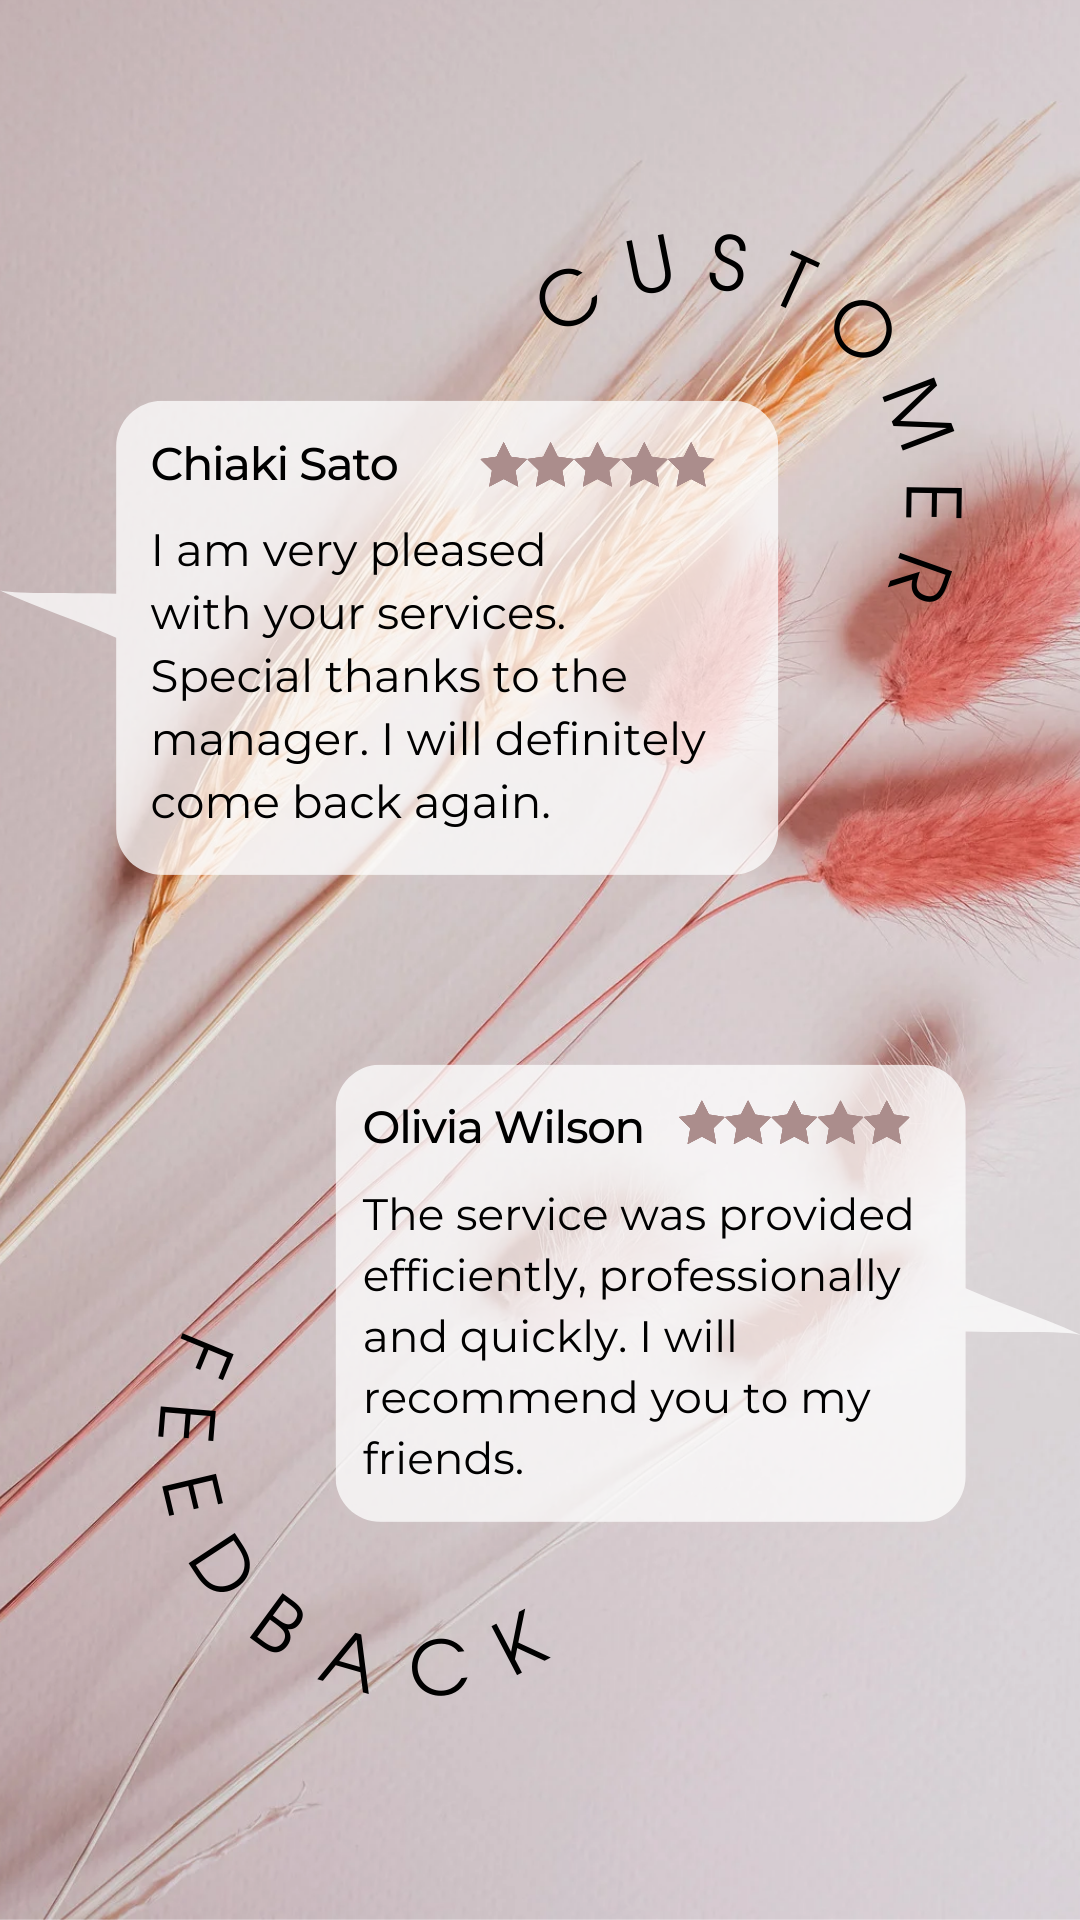 CUSTOMER
Chiaki Sato
I am very pleased
with your services.
Special thanks to the
manager. I will definitely
come back again.
Olivia Wilson
The service was provided
efficiently, professionally
and quickly. I will
recommend you to my
friends.
FEEDBACK